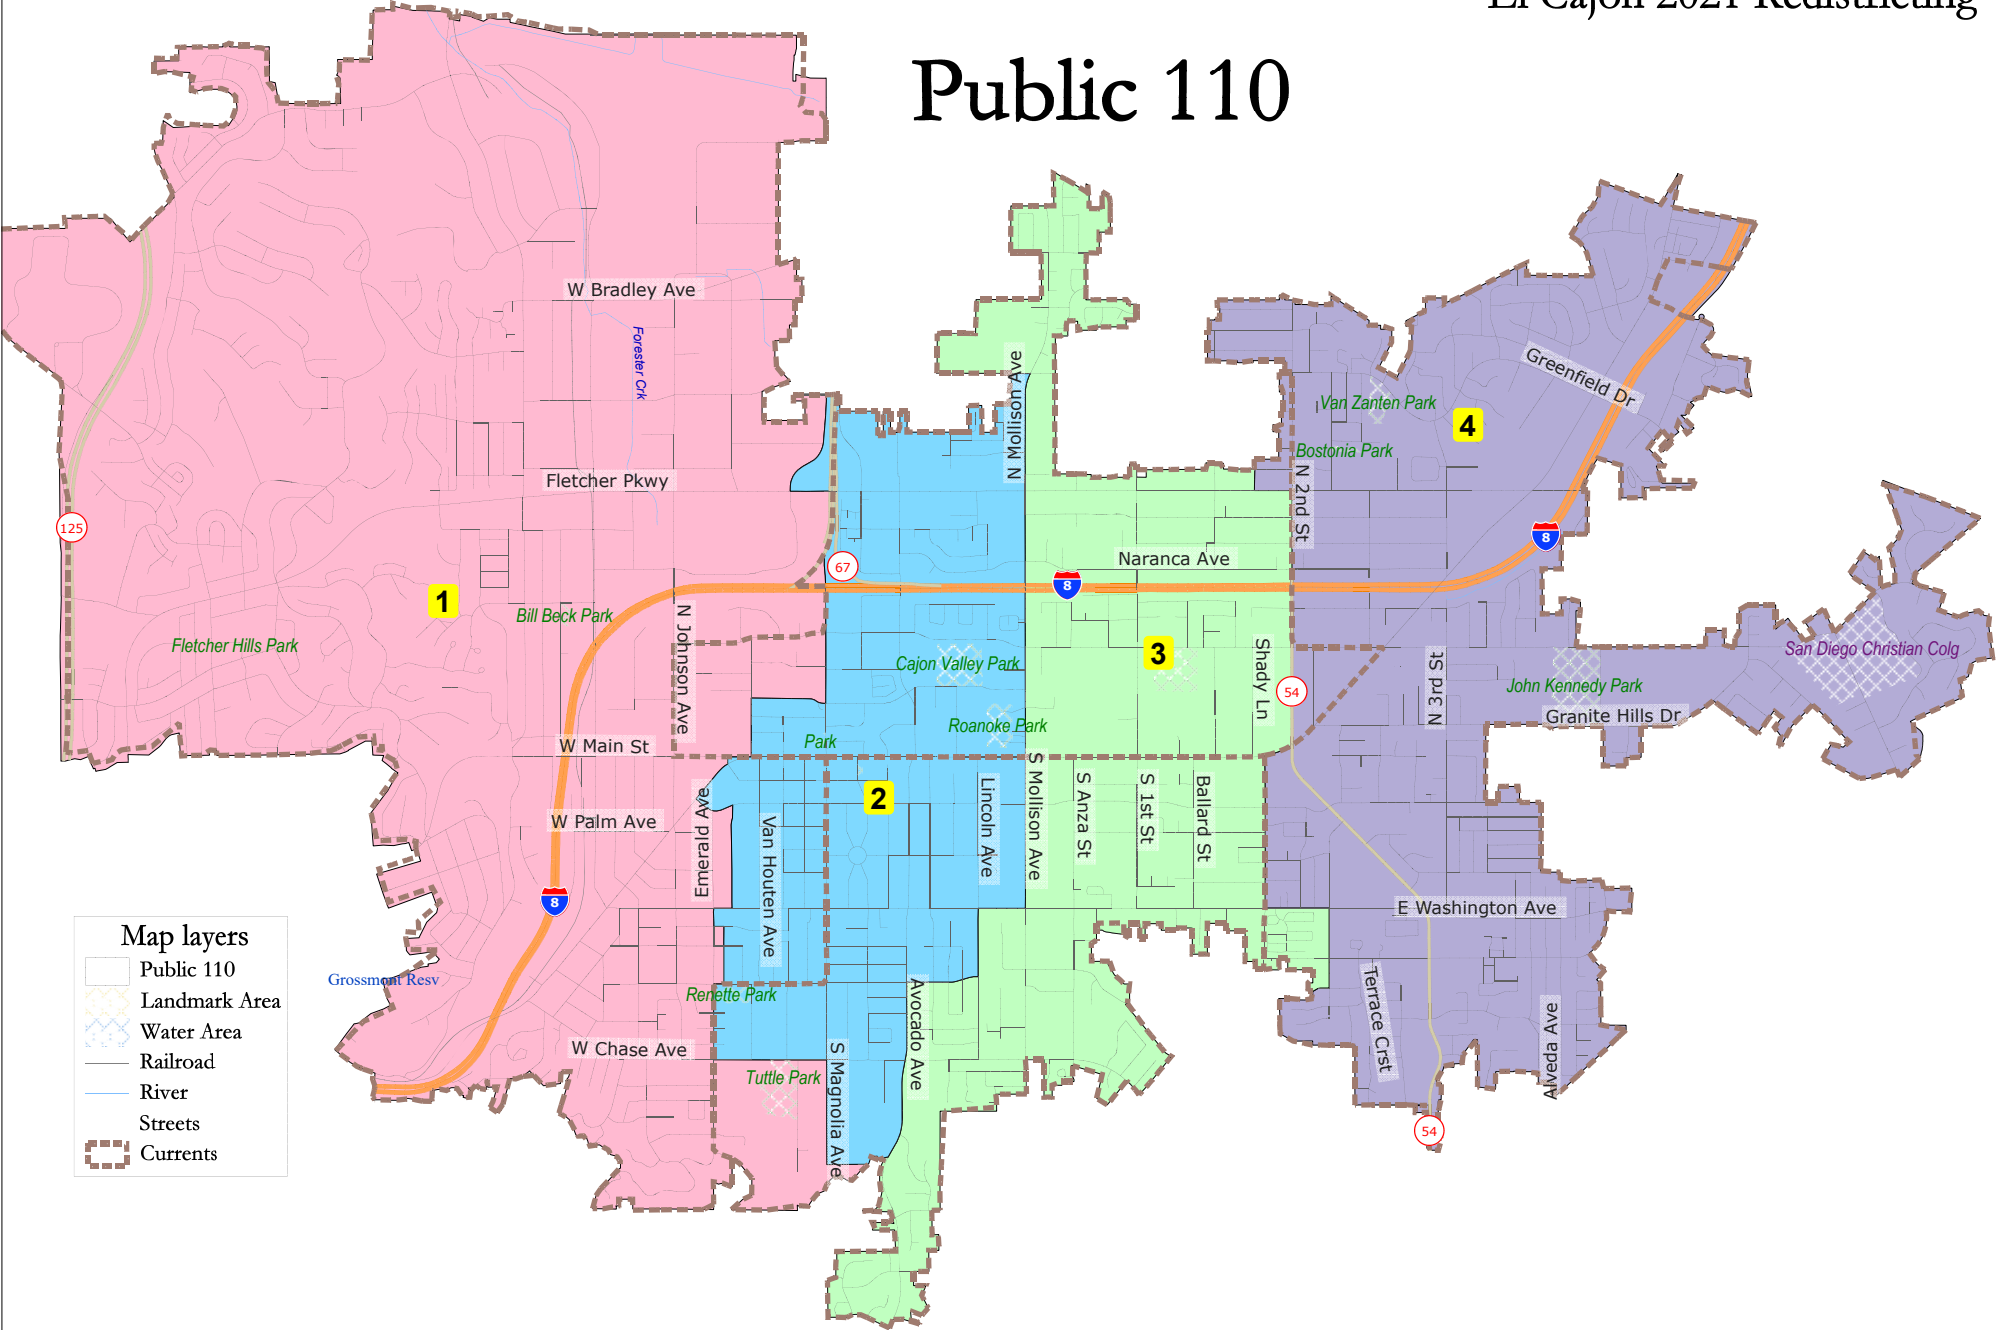 El Cajon 2021 Redistricting
Public 110
W Bradley Ave
Forester Crk
N Mollison Ave
Greenfield Dr
Van Zanten Park
4
Bostonia Park
Fletcher Pkwy
N 2nd St
125
8
67
Naranca Ave
8
1
Bill Beck Park
N Johnson Ave
Fletcher Hills Park
Cajon Valley Park
3
Shady Ln
54
N 3rd St
San Diego Christian Colg
John Kennedy Park
Granite Hills Dr
Roanoke Park
Park
W Main St
2
Lincoln Ave
S Mollison Ave
S Anza St
S 1st St
Ballard St
W Palm Ave
Emerald Ave
Van Houten Ave
8
E Washington Ave
Grossmont Resv
Renette Park
Avocado Ave
Terrace Crst
Alveda Ave
W Chase Ave
Tuttle Park
S Magnolia Ave
54
Map layers
Public 110
Landmark Area
Water Area
Railroad
River
Streets
Currents